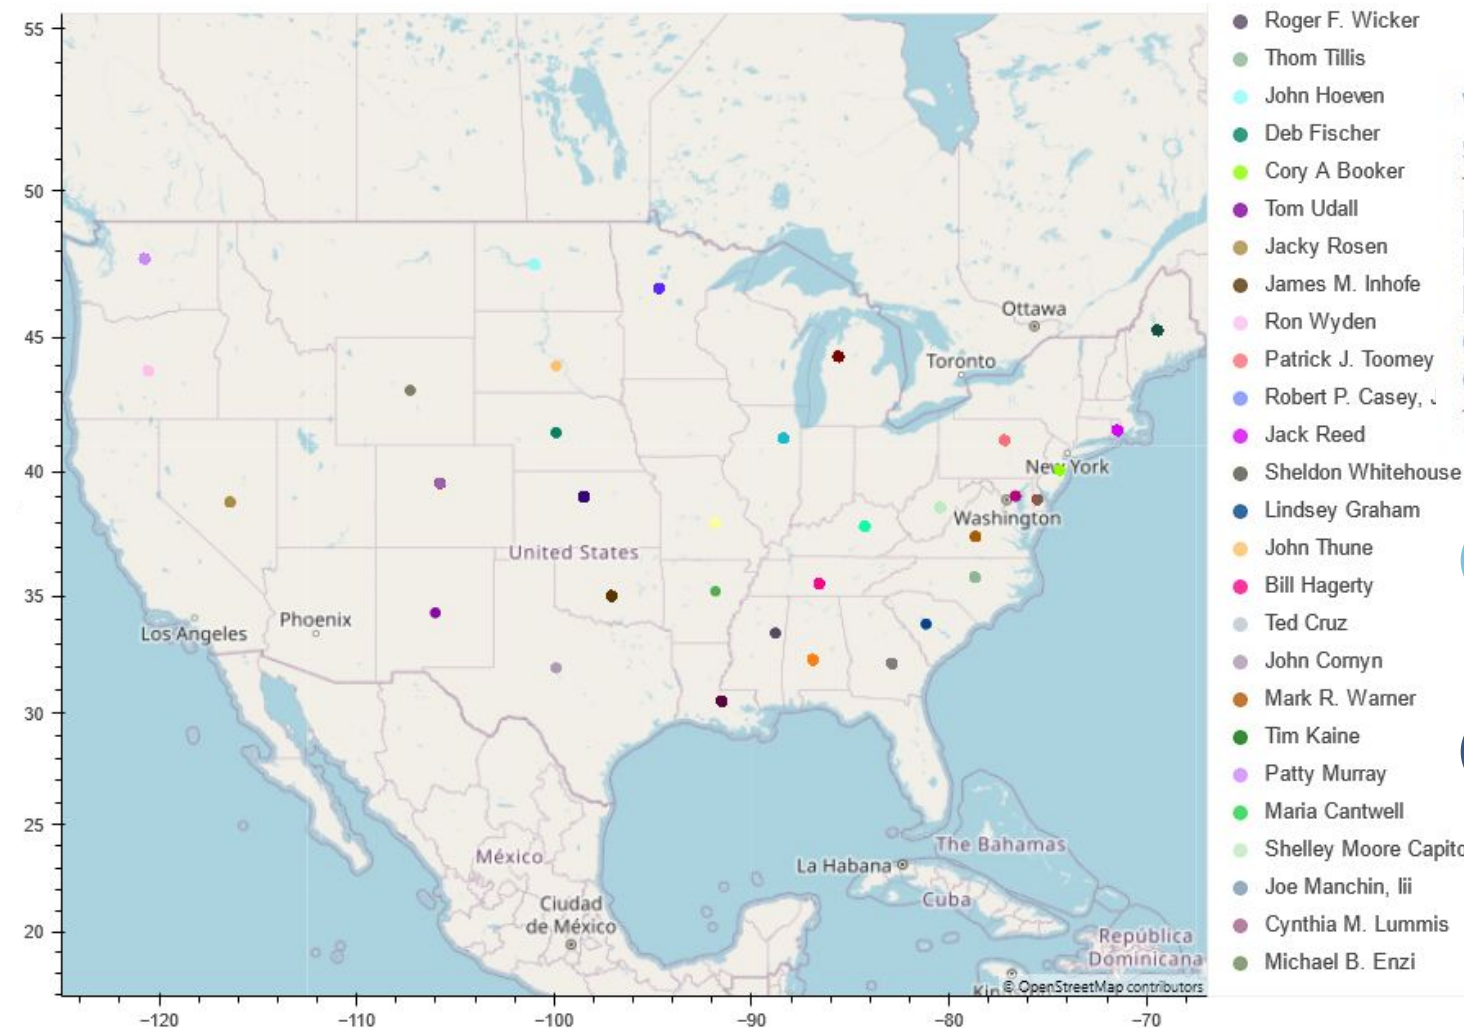 55
50
45
40
35
30
25
20
−120
−110
−100
−90
−80
−70
Ottawa
Toronto
New York
Washington
United States
Phoenix
Los Angeles
México
Ciudad
de México
La Habana
The Bahamas
Cuba
República
Dominicana
© OpenStreetMap contributors
Roger F. Wicker
Thom Tillis
John Hoeven
Deb Fischer
Cory A Booker
Tom Udall
Jacky Rosen
James M. Inhofe
Ron Wyden
Patrick J. Toomey
Robert P. Casey,
Jack Reed
Sheldon Whitehouse
Lindsey Graham
John Thune
Bill Hagerty
Ted Cruz
John Cornyn
Mark R. Warner
Tim Kaine
Patty Murray
Maria Cantwell
Shelley Moore Capito
Joe Manchin, Iii
Cynthia M. Lummis
Michael B. Enzi